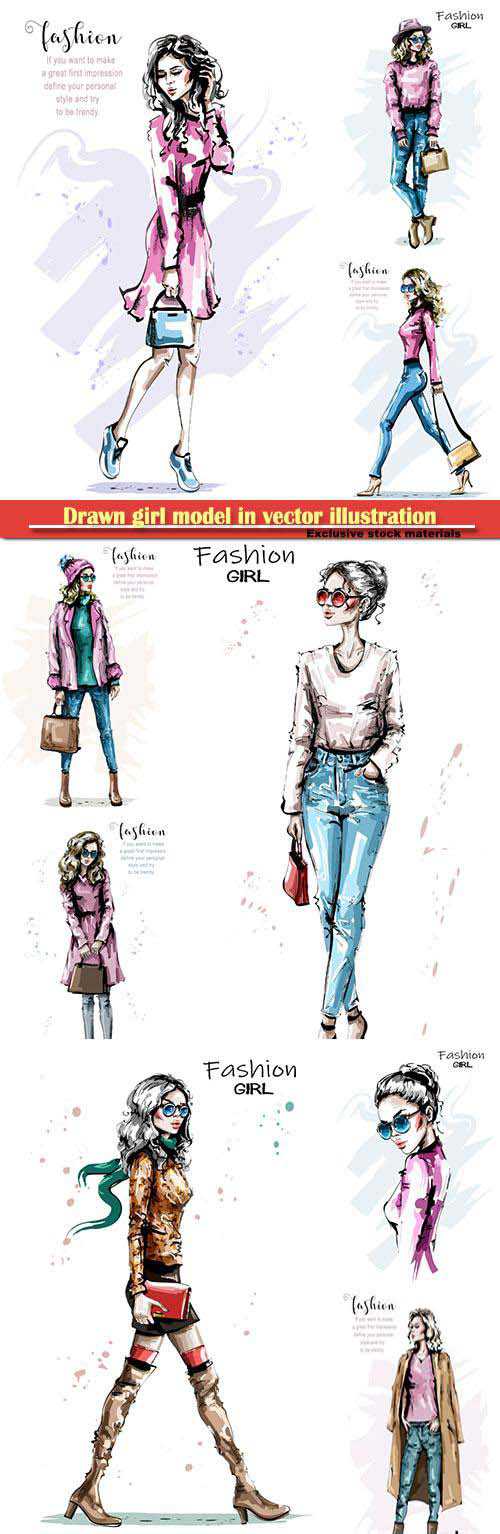 fashion
If you want to make
a great first impression
define your personal
style and try
to be trendy.
Fashion
GIRL
fashion
If you want to make
a great first impression
define your personal
style and try
to be trendy.
Drawn girl model in vector illustration
Exclusive stock materials
fashion
If you want to make
a great first impression
define your personal
style and try
to be trendy.
Fashion
GIRL
fashion
If you want to make
a great first impression
define your personal
style and try
to be trendy.
Fashion
GIRL
Fashion
GIRL
fashion
If you want to make
a great first impression
define your personal
style and try
to be trendy.